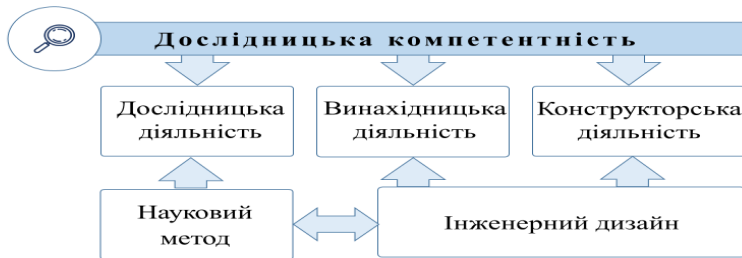 Дослідницька компетентність
Дослідницька
діяльність
Винахідницька
діяльність
Конструкторська
діяльність
Науковий
метод
Інженерний дизайн